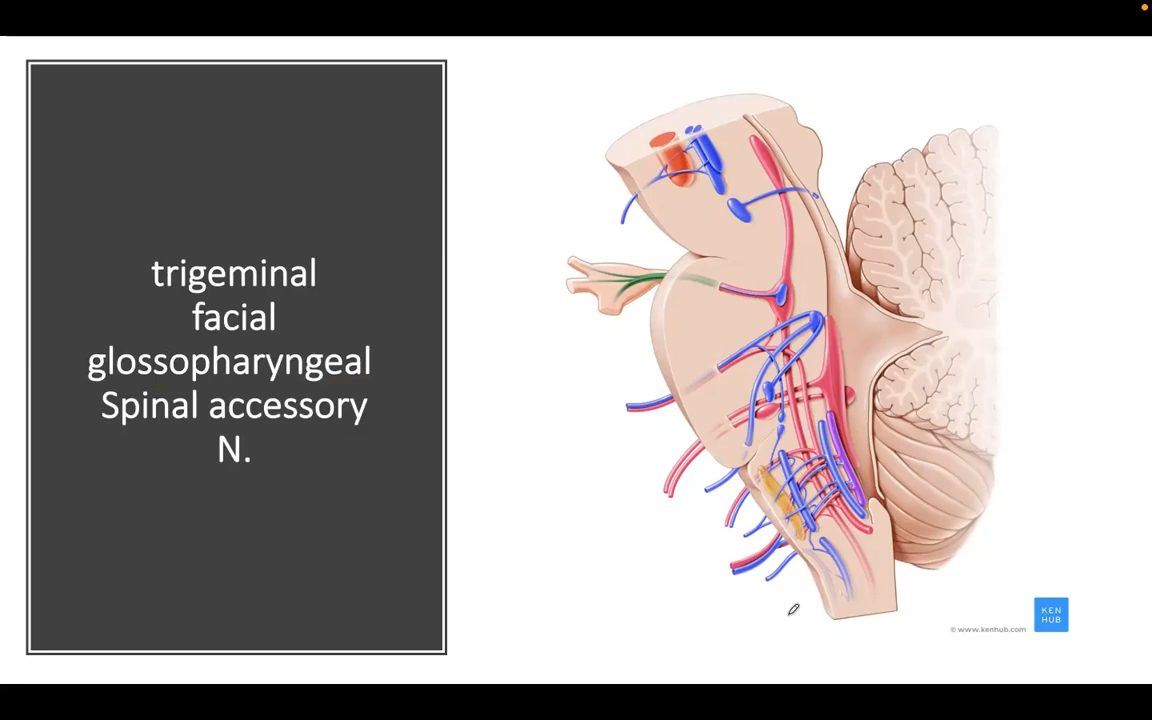 trigeminal
facial
glossopharyngeal
Spinal accessory
N.
© www.kenhub.com
KEN
HUB